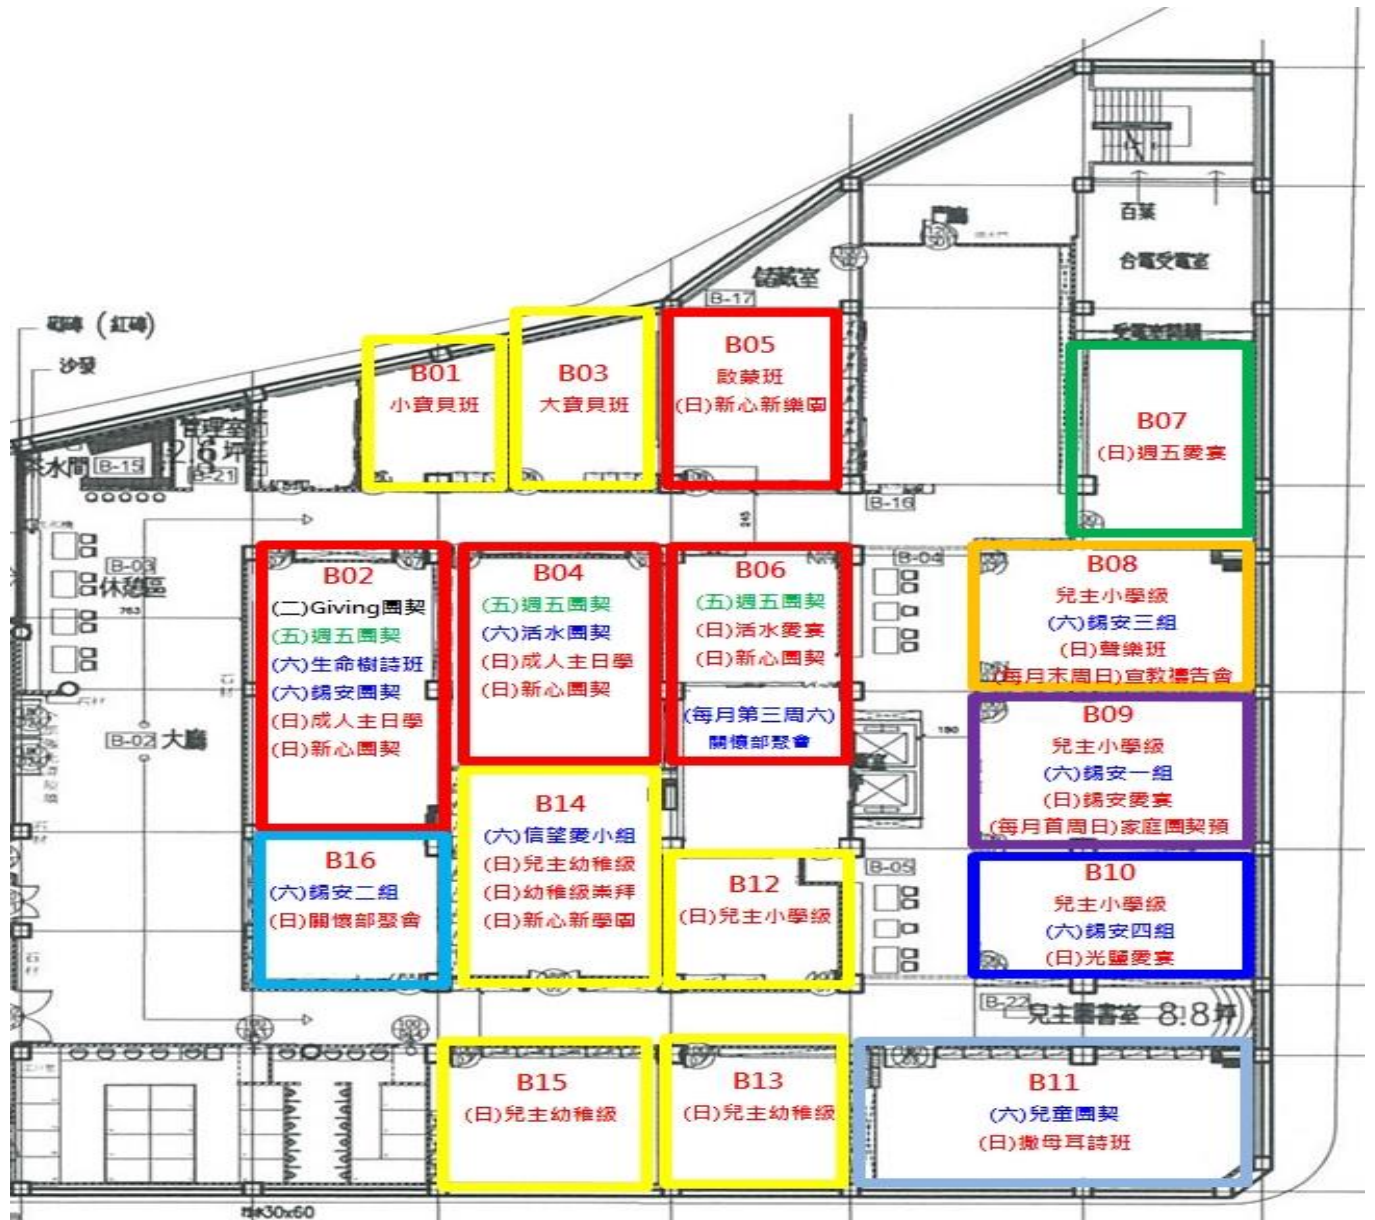 百葉
台電受電室
門廳
儲藏室
B-17
(紅磚)
沙發
B01
小寶貝班
B03
大寶貝班
B05
啟蒙班
(日)新心新樂園
B07
(日)週五愛宴
管理室
2.6坪
茶水間
B-15
B-21
B-16
245
B-03
休憩區
763
B-04
B02
(二)Giving團契
(五)週五團契
(六)生命樹詩班
(六)錫安團契
(日)成人主日學
(日)新心團契
B04
(五)週五團契
(六)活水團契
(日)成人主日學
(日)新心團契
B06
(五)週五團契
(日)活水愛宴
(日)新心團契
(每月第三周六)
關懷部聚會
B08
兒主小學級
(六)錫安三組
(日)聲樂班
(每月末周日)宣教禱告會
B-02
大廳
180
B09
兒主小學級
(六)錫安一組
(日)錫安愛宴
(每月首周日)家庭團契預
B16
(六)錫安二組
(日)關懷部聚會
B14
(六)信望愛小組
(日)兒主幼稚級
(日)幼稚級崇拜
(日)新心新學園
B12
(日)兒主小學級
B-05
B10
兒主小學級
(六)錫安四組
(日)光鹽愛宴
B-22
兒主圖書室 8.8坪
B15
(日)兒主幼稚級
B13
(日)兒主幼稚級
B11
(六)兒童團契
(日)撒母耳詩班
30x60